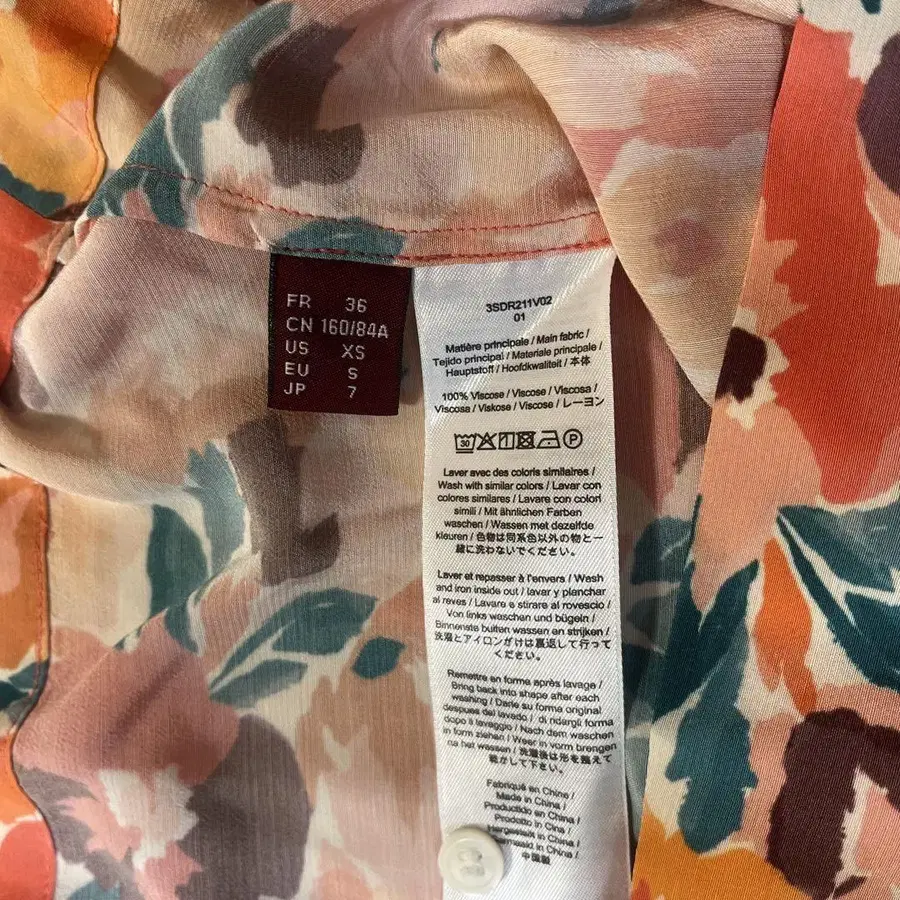 FR 36
CN 160/84A
US XS
EU S
JP 7
3SDR211V02
01
Matière principale / Main fabric /
Tejido principal / Materiale principale /
Hauptstoff / Hoofdkwaliteit / 本体
100% Viscose / Viscose / Viscosa /
Viscosa / Viskose / Viscose / レーヨン
30
P
Laver avec des coloris similaires /
Wash with similar colors / Lavar con
colores similares / Lavare con colori
simili / Mit ähnlichen Farben
waschen / Wassen met dezelfde
kleuren / 色物は同系色以外の物と一
緒に洗わないでください。
Laver et repasser à l'envers / Wash
and iron inside out / lavar y planchar
al reves / Lavare e stirare al rovescio /
Von links waschen und bügeln /
Binnenste buiten wassen en strijken /
洗濯とアイロンがけは裏返して行って
ください。
Remettre en forme après lavage /
Bring back into shape after each
washing / Darle su forma original
despues del lavado / di ridargli forma
dopo il lavaggio / Nach dem waschen
in form ziehen / Weer in vorm brengen
na het wassen / 洗濯後は形を整えて
干して下さい。
Fabriqué en Chine /
Made in China /
Productido en China /
Prodotto in Cina /
Hergestellt in China /
Vermaakt in China /
中国製